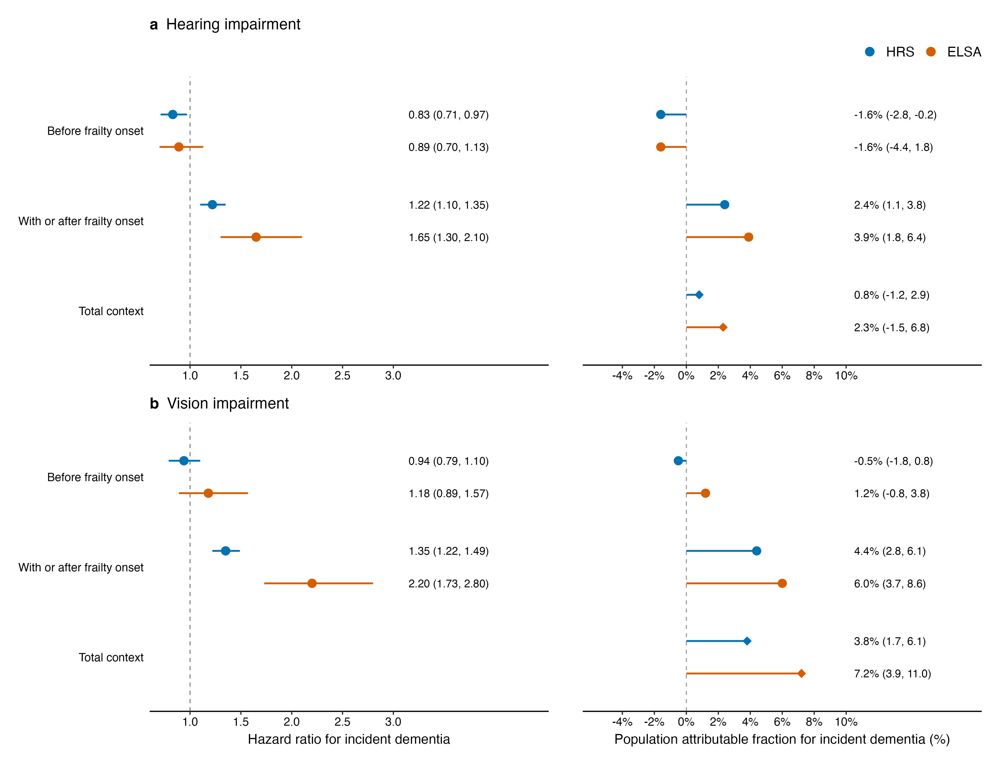 a Hearing impairment
HRS ELSA
Before frailty onset
0.83 (0.71, 0.97)
-1.6% (-2.8, -0.2)
0.89 (0.70, 1.13)
-1.6% (-4.4, 1.8)
With or after frailty onset
1.22 (1.10, 1.35)
2.4% (1.1, 3.8)
1.65 (1.30, 2.10)
3.9% (1.8, 6.4)
Total context
0.8% (-1.2, 2.9)
2.3% (-1.5, 6.8)
1.0 1.5 2.0 2.5 3.0
-4% -2% 0% 2% 4% 6% 8% 10%
b Vision impairment
Before frailty onset
0.94 (0.79, 1.10)
-0.5% (-1.8, 0.8)
1.18 (0.89, 1.57)
1.2% (-0.8, 3.8)
With or after frailty onset
1.35 (1.22, 1.49)
4.4% (2.8, 6.1)
2.20 (1.73, 2.80)
6.0% (3.7, 8.6)
Total context
3.8% (1.7, 6.1)
7.2% (3.9, 11.0)
1.0 1.5 2.0 2.5 3.0
-4% -2% 0% 2% 4% 6% 8% 10%
Hazard ratio for incident dementia
Population attributable fraction for incident dementia (%)